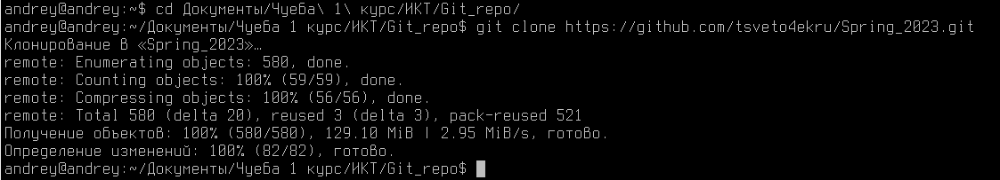 andrey@andrey:~$ cd Документы/Чуеба\ 1\ курс/ИКТ/Git_repo/
andrey@andrey:~/Документы/Чуеба 1 курс/ИКТ/Git_repo$ git clone https://github.com/tsveto4ekru/Spring_2023.git
Клонирование в «Spring_2023»…
remote: Enumerating objects: 580, done.
remote: Counting objects: 100% (59/59), done.
remote: Compressing objects: 100% (56/56), done.
remote: Total 580 (delta 20), reused 3 (delta 3), pack-reused 521
Получение объектов: 100% (580/580), 129.10 MiB | 2.95 MiB/s, готово.
Определение изменений: 100% (82/82), готово.
andrey@andrey:~/Документы/Чуеба 1 курс/ИКТ/Git_repo$